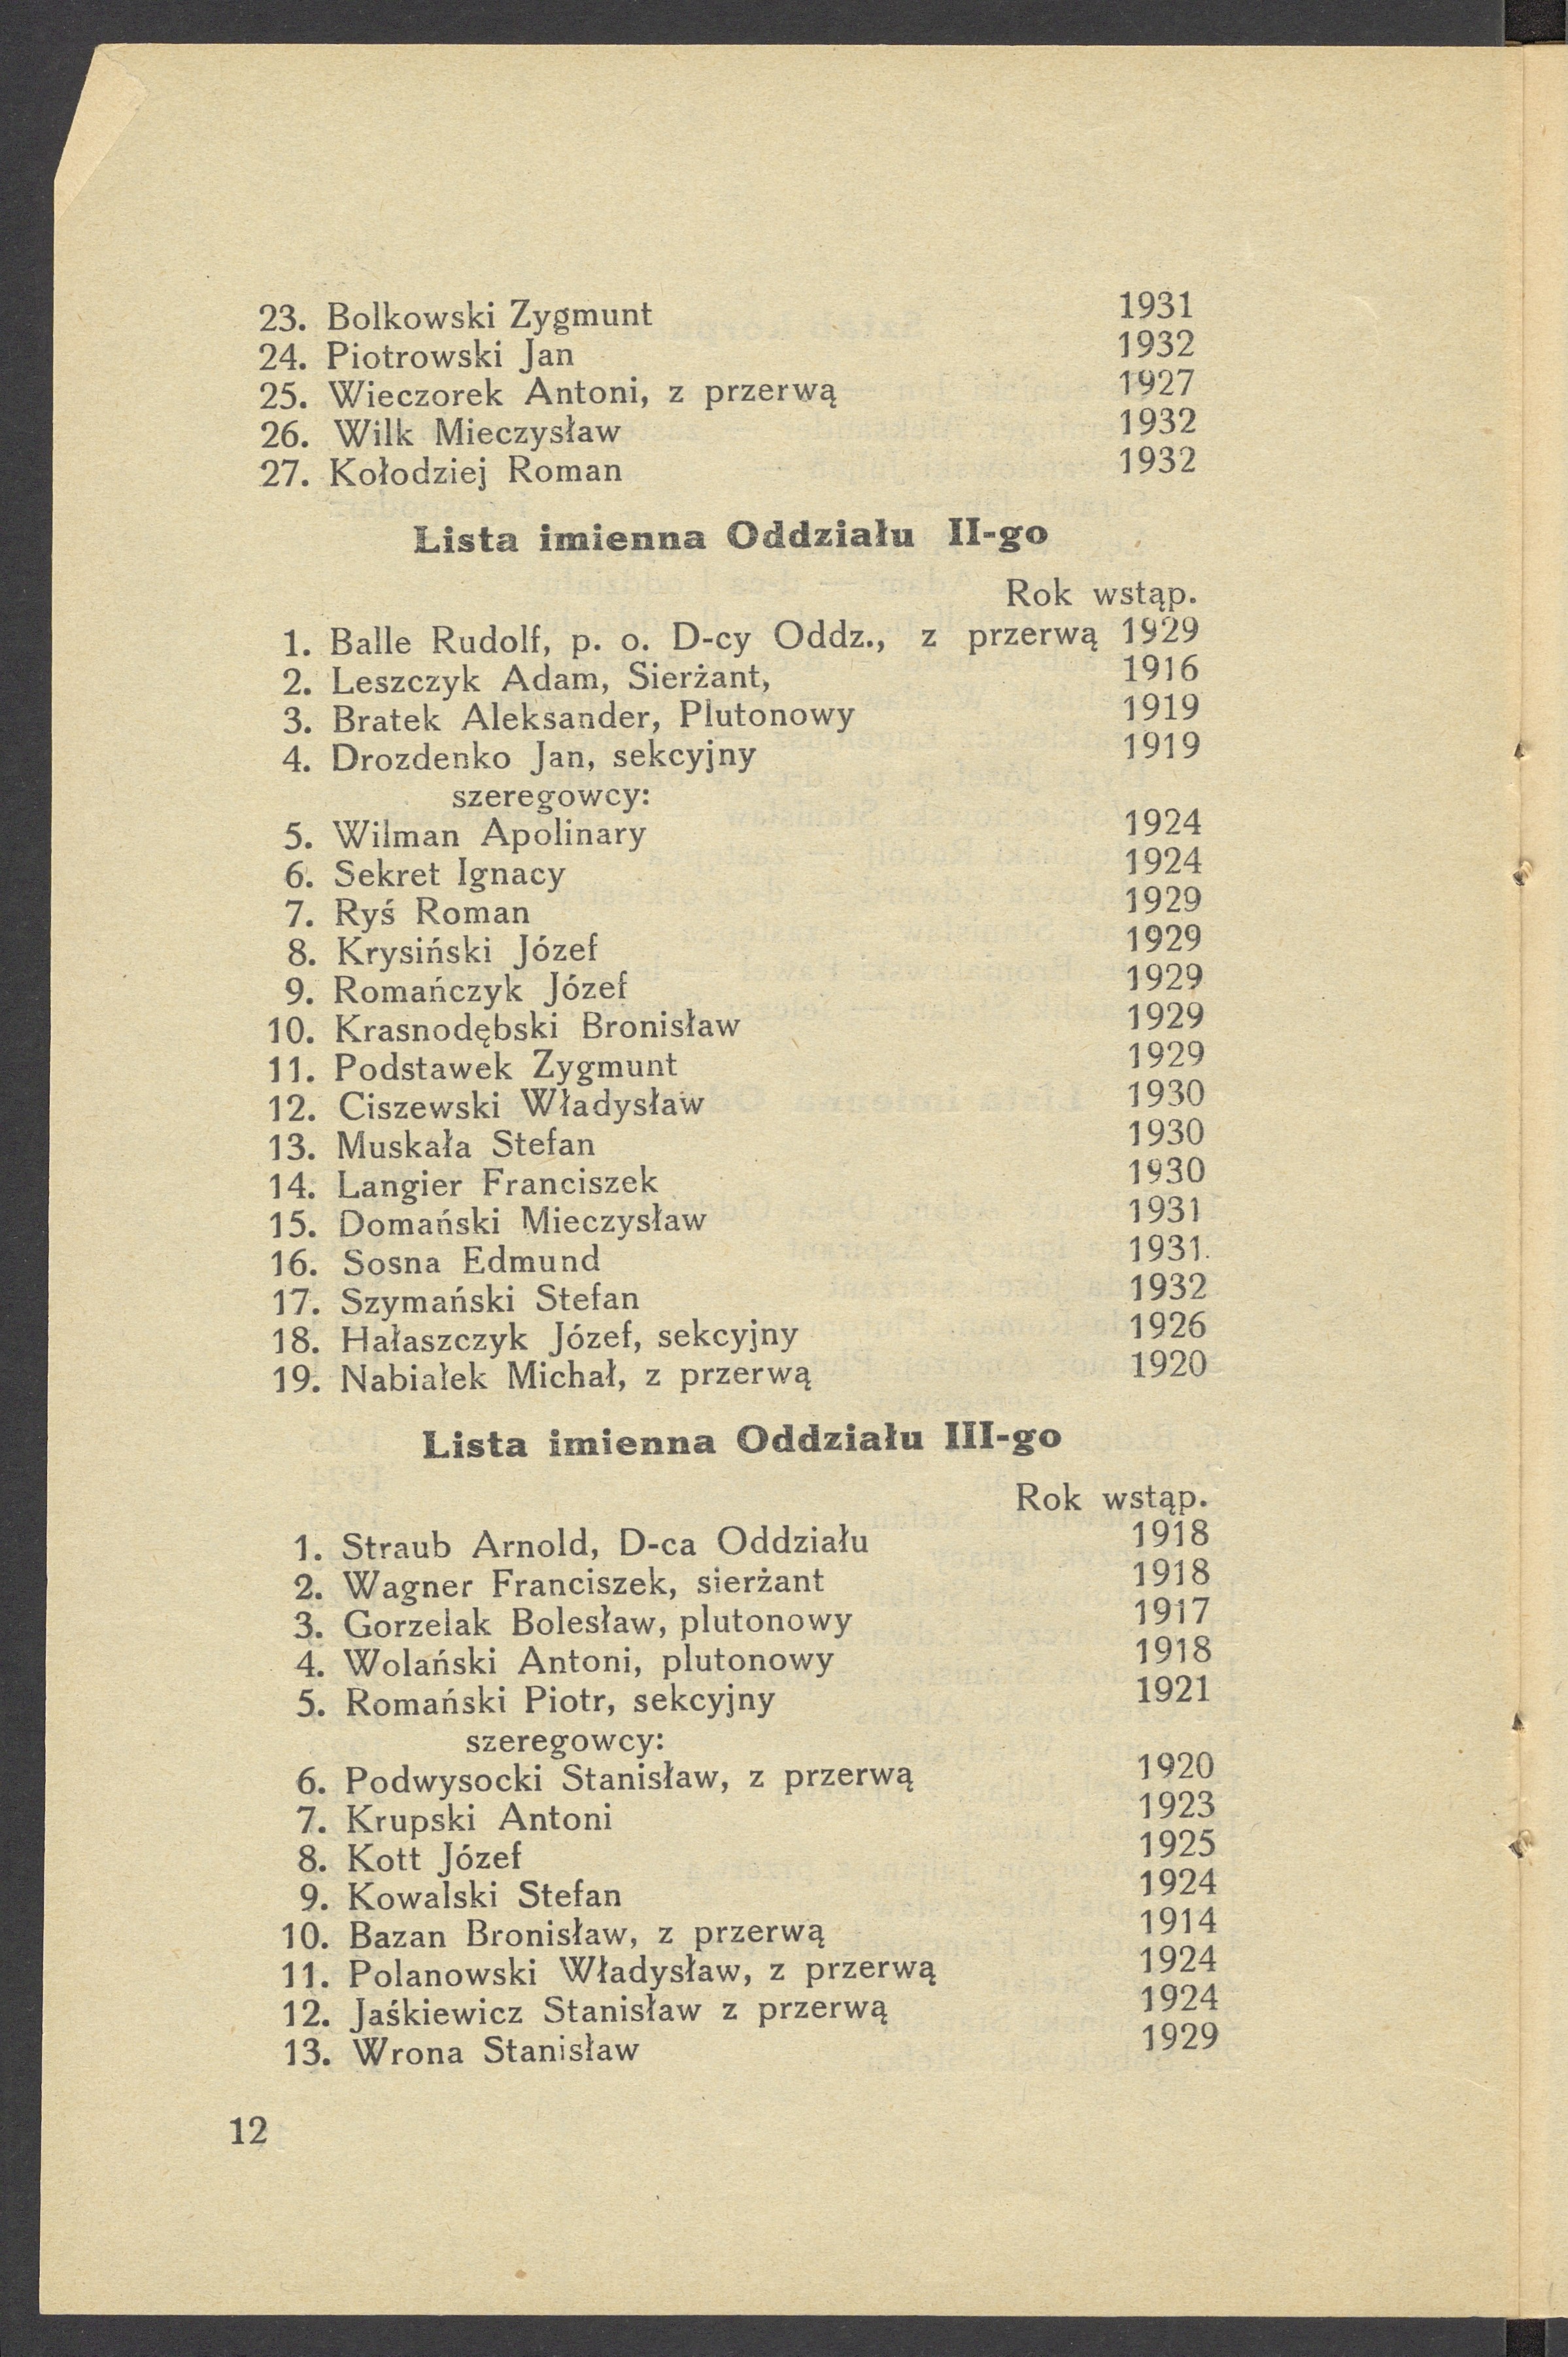 23. Bolkowski Zygmunt 1931
24. Piotrowski Jan 1932
25. Wieczorek Antoni, z przerwą 1927
26. Wilk Mieczysław 1932
27. Kołodziej Roman 1932
Lista imienna Oddziału II-go
Rok wstąp.
1. Balle Rudolf, p. o. D-cy Oddz., z przerwą 1929
2. Leszczyk Adam, Sierżant, 1916
3. Bratek Aleksander, Plutonowy 1919
4. Drozdenko Jan, sekcyjny 1919
szeregowcy:
5. Wilman Apolinary 1924
6. Sekret Ignacy 1924
7. Ryś Roman 1929
8. Krysiński Józef 1929
9. Romańczyk Józef 1929
10. Krasnodębski Bronisław 1929
11. Podstawek Zygmunt 1929
12. Ciszewski Władysław 1930
13. Muskała Stefan 1930
14. Langier Franciszek 1930
15. Domański Mieczysław 1931
16. Sosna Edmund 1931.
17. Szymański Stefan 1932
18. Hałaszczyk Józef, sekcyjny 1926
19. Nabiałek Michał, z przerwą 1920
Lista imienna Oddziału III-go
Rok wstąp.
1. Straub Arnold, D-ca Oddziału 1918
2. Wagner Franciszek, sierżant 1918
3. Gorzelak Bolesław, plutonowy 1917
4. Wolański Antoni, plutonowy 1918
5. Romański Piotr, sekcyjny 1921
szeregowcy:
6. Podwysocki Stanisław, z przerwą 1920
7. Krupski Antoni 1923
8. Kott Józef 1925
9. Kowalski Stefan 1924
10. Bazan Bronisław, z przerwą 1914
11. Polanowski Władysław, z przerwą 1924
12. Jaśkiewicz Stanisław z przerwą 1924
13. Wrona Stanisław 1929
12